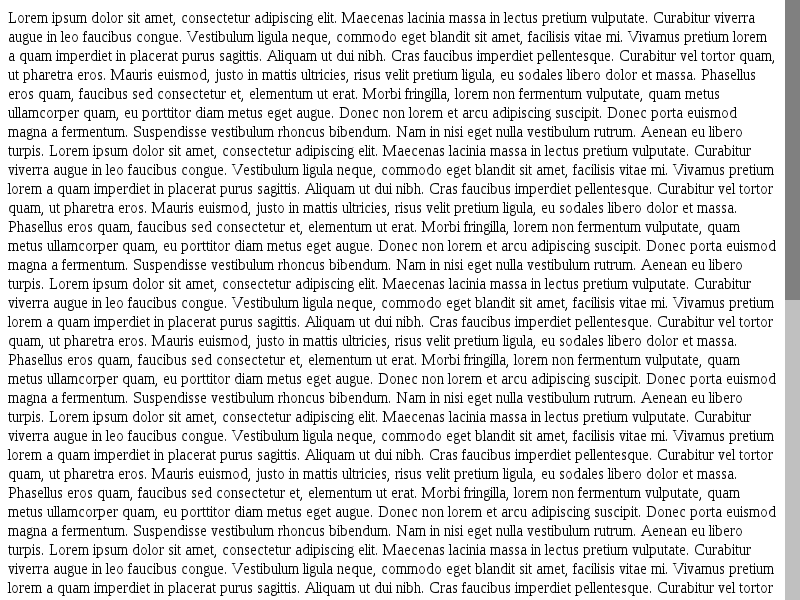 Lorem ipsum dolor sit amet, consectetur adipiscing elit. Maecenas lacinia massa in lectus pretium vulputate. Curabitur viverra
augue in leo faucibus congue. Vestibulum ligula neque, commodo eget blandit sit amet, facilisis vitae mi. Vivamus pretium lorem
a quam imperdiet in placerat purus sagittis. Aliquam ut dui nibh. Cras faucibus imperdiet pellentesque. Curabitur vel tortor quam,
ut pharetra eros. Mauris euismod, justo in mattis ultricies, risus velit pretium ligula, eu sodales libero dolor et massa. Phasellus
eros quam, faucibus sed consectetur et, elementum ut erat. Morbi fringilla, lorem non fermentum vulputate, quam metus
ullamcorper quam, eu porttitor diam metus eget augue. Donec non lorem et arcu adipiscing suscipit. Donec porta euismod
magna a fermentum. Suspendisse vestibulum rhoncus bibendum. Nam in nisi eget nulla vestibulum rutrum. Aenean eu libero
turpis. Lorem ipsum dolor sit amet, consectetur adipiscing elit. Maecenas lacinia massa in lectus pretium vulputate. Curabitur
viverra augue in leo faucibus congue. Vestibulum ligula neque, commodo eget blandit sit amet, facilisis vitae mi. Vivamus pretium
lorem a quam imperdiet in placerat purus sagittis. Aliquam ut dui nibh. Cras faucibus imperdiet pellentesque. Curabitur vel tortor
quam, ut pharetra eros. Mauris euismod, justo in mattis ultricies, risus velit pretium ligula, eu sodales libero dolor et massa.
Phasellus eros quam, faucibus sed consectetur et, elementum ut erat. Morbi fringilla, lorem non fermentum vulputate, quam
metus ullamcorper quam, eu porttitor diam metus eget augue. Donec non lorem et arcu adipiscing suscipit. Donec porta euismod
magna a fermentum. Suspendisse vestibulum rhoncus bibendum. Nam in nisi eget nulla vestibulum rutrum. Aenean eu libero
turpis. Lorem ipsum dolor sit amet, consectetur adipiscing elit. Maecenas lacinia massa in lectus pretium vulputate. Curabitur
viverra augue in leo faucibus congue. Vestibulum ligula neque, commodo eget blandit sit amet, facilisis vitae mi. Vivamus pretium
lorem a quam imperdiet in placerat purus sagittis. Aliquam ut dui nibh. Cras faucibus imperdiet pellentesque. Curabitur vel tortor
quam, ut pharetra eros. Mauris euismod, justo in mattis ultricies, risus velit pretium ligula, eu sodales libero dolor et massa.
Phasellus eros quam, faucibus sed consectetur et, elementum ut erat. Morbi fringilla, lorem non fermentum vulputate, quam
metus ullamcorper quam, eu porttitor diam metus eget augue. Donec non lorem et arcu adipiscing suscipit. Donec porta euismod
magna a fermentum. Suspendisse vestibulum rhoncus bibendum. Nam in nisi eget nulla vestibulum rutrum. Aenean eu libero
turpis. Lorem ipsum dolor sit amet, consectetur adipiscing elit. Maecenas lacinia massa in lectus pretium vulputate. Curabitur
viverra augue in leo faucibus congue. Vestibulum ligula neque, commodo eget blandit sit amet, facilisis vitae mi. Vivamus pretium
lorem a quam imperdiet in placerat purus sagittis. Aliquam ut dui nibh. Cras faucibus imperdiet pellentesque. Curabitur vel tortor
quam, ut pharetra eros. Mauris euismod, justo in mattis ultricies, risus velit pretium ligula, eu sodales libero dolor et massa.
Phasellus eros quam, faucibus sed consectetur et, elementum ut erat. Morbi fringilla, lorem non fermentum vulputate, quam
metus ullamcorper quam, eu porttitor diam metus eget augue. Donec non lorem et arcu adipiscing suscipit. Donec porta euismod
magna a fermentum. Suspendisse vestibulum rhoncus bibendum. Nam in nisi eget nulla vestibulum rutrum. Aenean eu libero
turpis. Lorem ipsum dolor sit amet, consectetur adipiscing elit. Maecenas lacinia massa in lectus pretium vulputate. Curabitur
viverra augue in leo faucibus congue. Vestibulum ligula neque, commodo eget blandit sit amet, facilisis vitae mi. Vivamus pretium
lorem a quam imperdiet in placerat purus sagittis. Aliquam ut dui nibh. Cras faucibus imperdiet pellentesque. Curabitur vel tortor